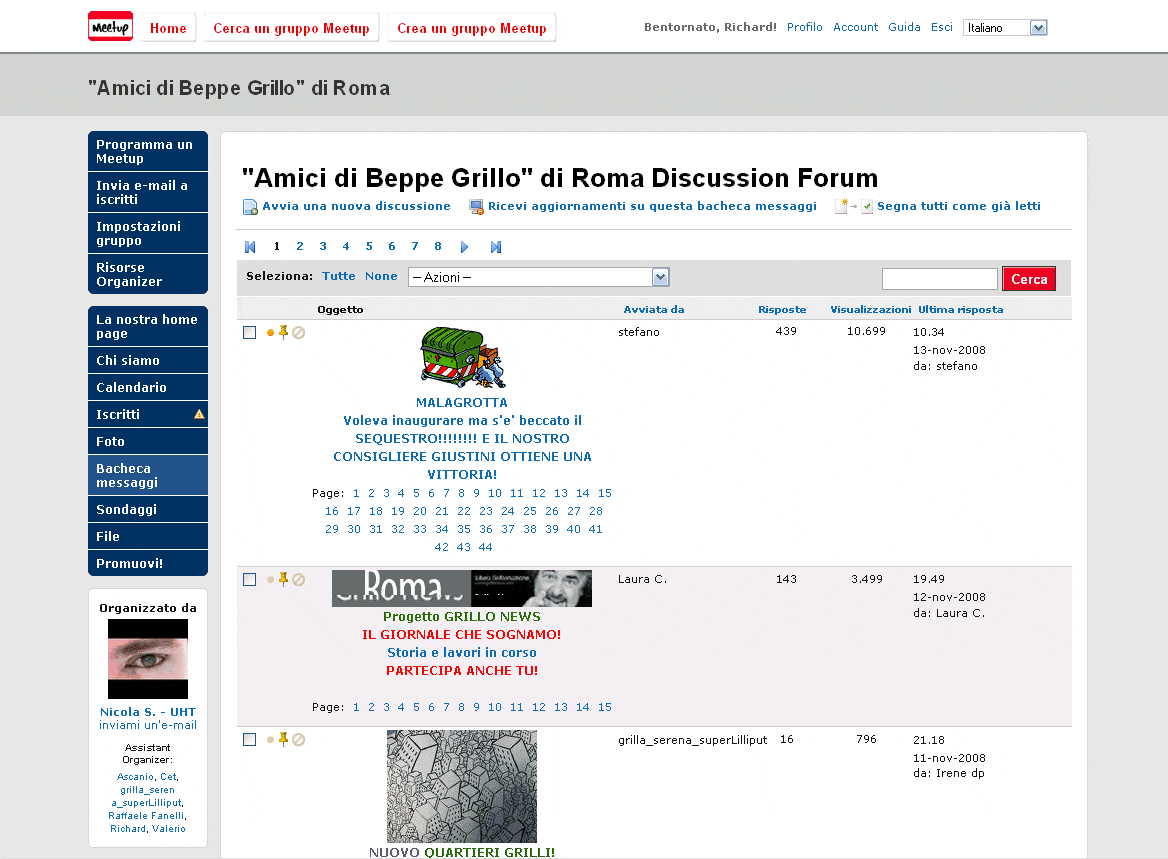 Meetup
Home
Cerca un gruppo Meetup
Crea un gruppo Meetup
Bentornato, Richard! Profilo Account Guida Esci Italiano
"Amici di Beppe Grillo" di Roma
Programma un
Meetup
Invia e-mail a
iscritti
Impostazioni
gruppo
Risorse
Organizer
La nostra home
page
Chi siamo
Calendario
Iscritti
Foto
Bacheca
messaggi
Sondaggi
File
Promuovi!
Organizzato da
Nicola S. - UHT
inviami un'e-mail
Assistant
Organizer:
Ascanio, Cet,
grilla_seren
a_superLilliput,
Raffaele Fanelli,
Richard, Valerio
"Amici di Beppe Grillo" di Roma Discussion Forum
Avvia una nuova discussione Ricevi aggiornamenti su questa bacheca messaggi Segna tutti come già letti
1 2 3 4 5 6 7 8
Seleziona: Tutte None -- Azioni -- Cerca
Oggetto Avviata da Risposte Visualizzazioni Ultima risposta
stefano 439 10.699 10.34
13-nov-2008
da: stefano
MALAGROTTA
Voleva inaugurare ma s'e' beccato il
SEQUESTRO!!!!!!!! E IL NOSTRO
CONSIGLIERE GIUSTINI OTTIENE UNA
VITTORIA!
Page: 1 2 3 4 5 6 7 8 9 10 11 12 13 14 15
16 17 18 19 20 21 22 23 24 25 26 27 28
29 30 31 32 33 34 35 36 37 38 39 40 41
42 43 44
Roma
Laura C. 143 3.499 19.49
12-nov-2008
da: Laura C.
Progetto GRILLO NEWS
IL GIORNALE CHE SOGNAMO!
Storia e lavori in corso
PARTECIPA ANCHE TU!
Page: 1 2 3 4 5 6 7 8 9 10 11 12 13 14 15
grilla_serena_superLilliput 16 796 21.18
11-nov-2008
da: Irene dp
NUOVO QUARTIERI GRILLI!